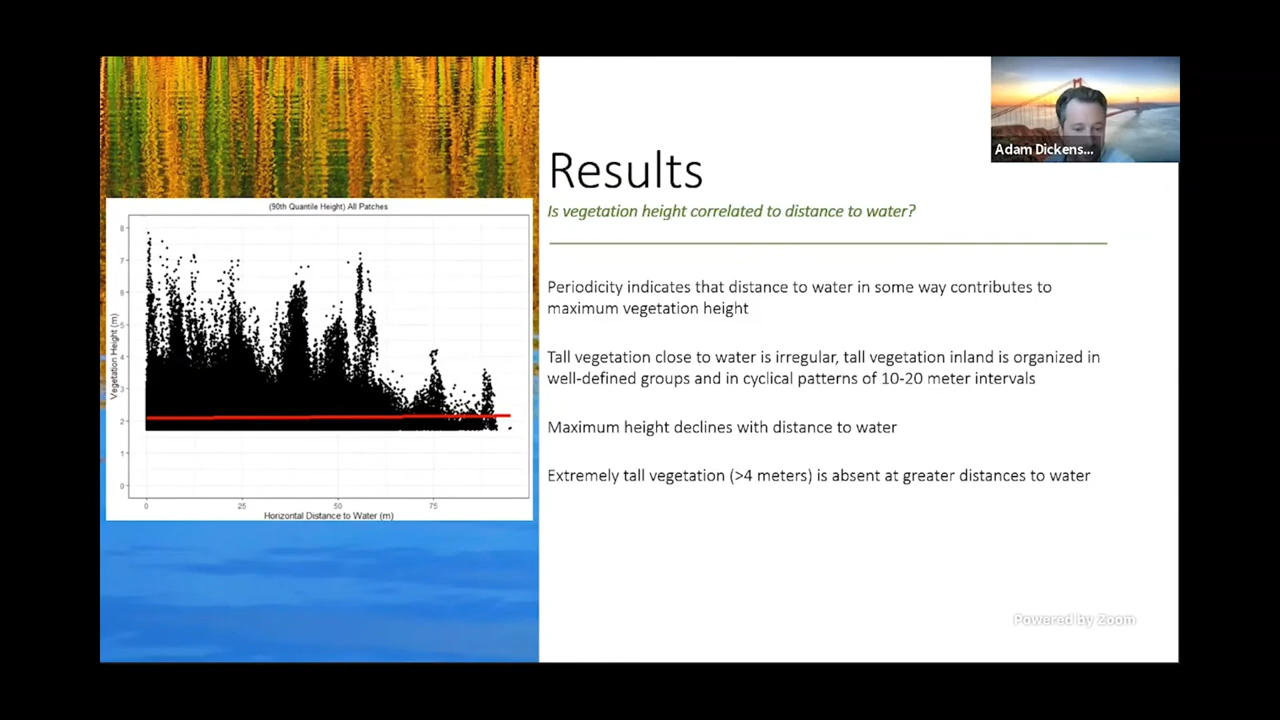 Adam Dickens...
Results
Is vegetation height correlated to distance to water?
(90th Quantile Height) All Patches
8
7
6
5
4
3
2
1
0
Vegetation Height (m)
0 25 50 75
Horizontal Distance to Water (m)
Periodicity indicates that distance to water in some way contributes to
maximum vegetation height
Tall vegetation close to water is irregular, tall vegetation inland is organized in
well-defined groups and in cyclical patterns of 10-20 meter intervals
Maximum height declines with distance to water
Extremely tall vegetation (>4 meters) is absent at greater distances to water
Powered by Zoom